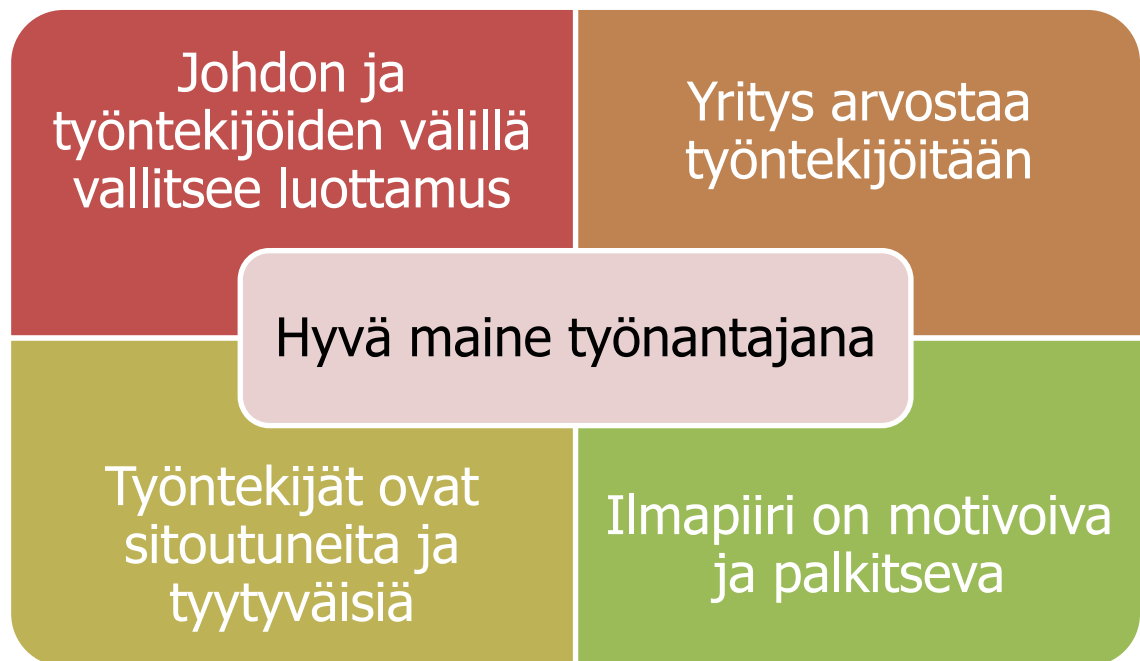 Johdon ja
työntekijöiden välillä
vallitsee luottamus
Yritys arvostaa
työntekijöitään
Hyvä maine työnantajana
Työntekijät ovat
sitoutuneita ja
tyytyväisiä
Ilmapiiri on motivoiva
ja palkitseva